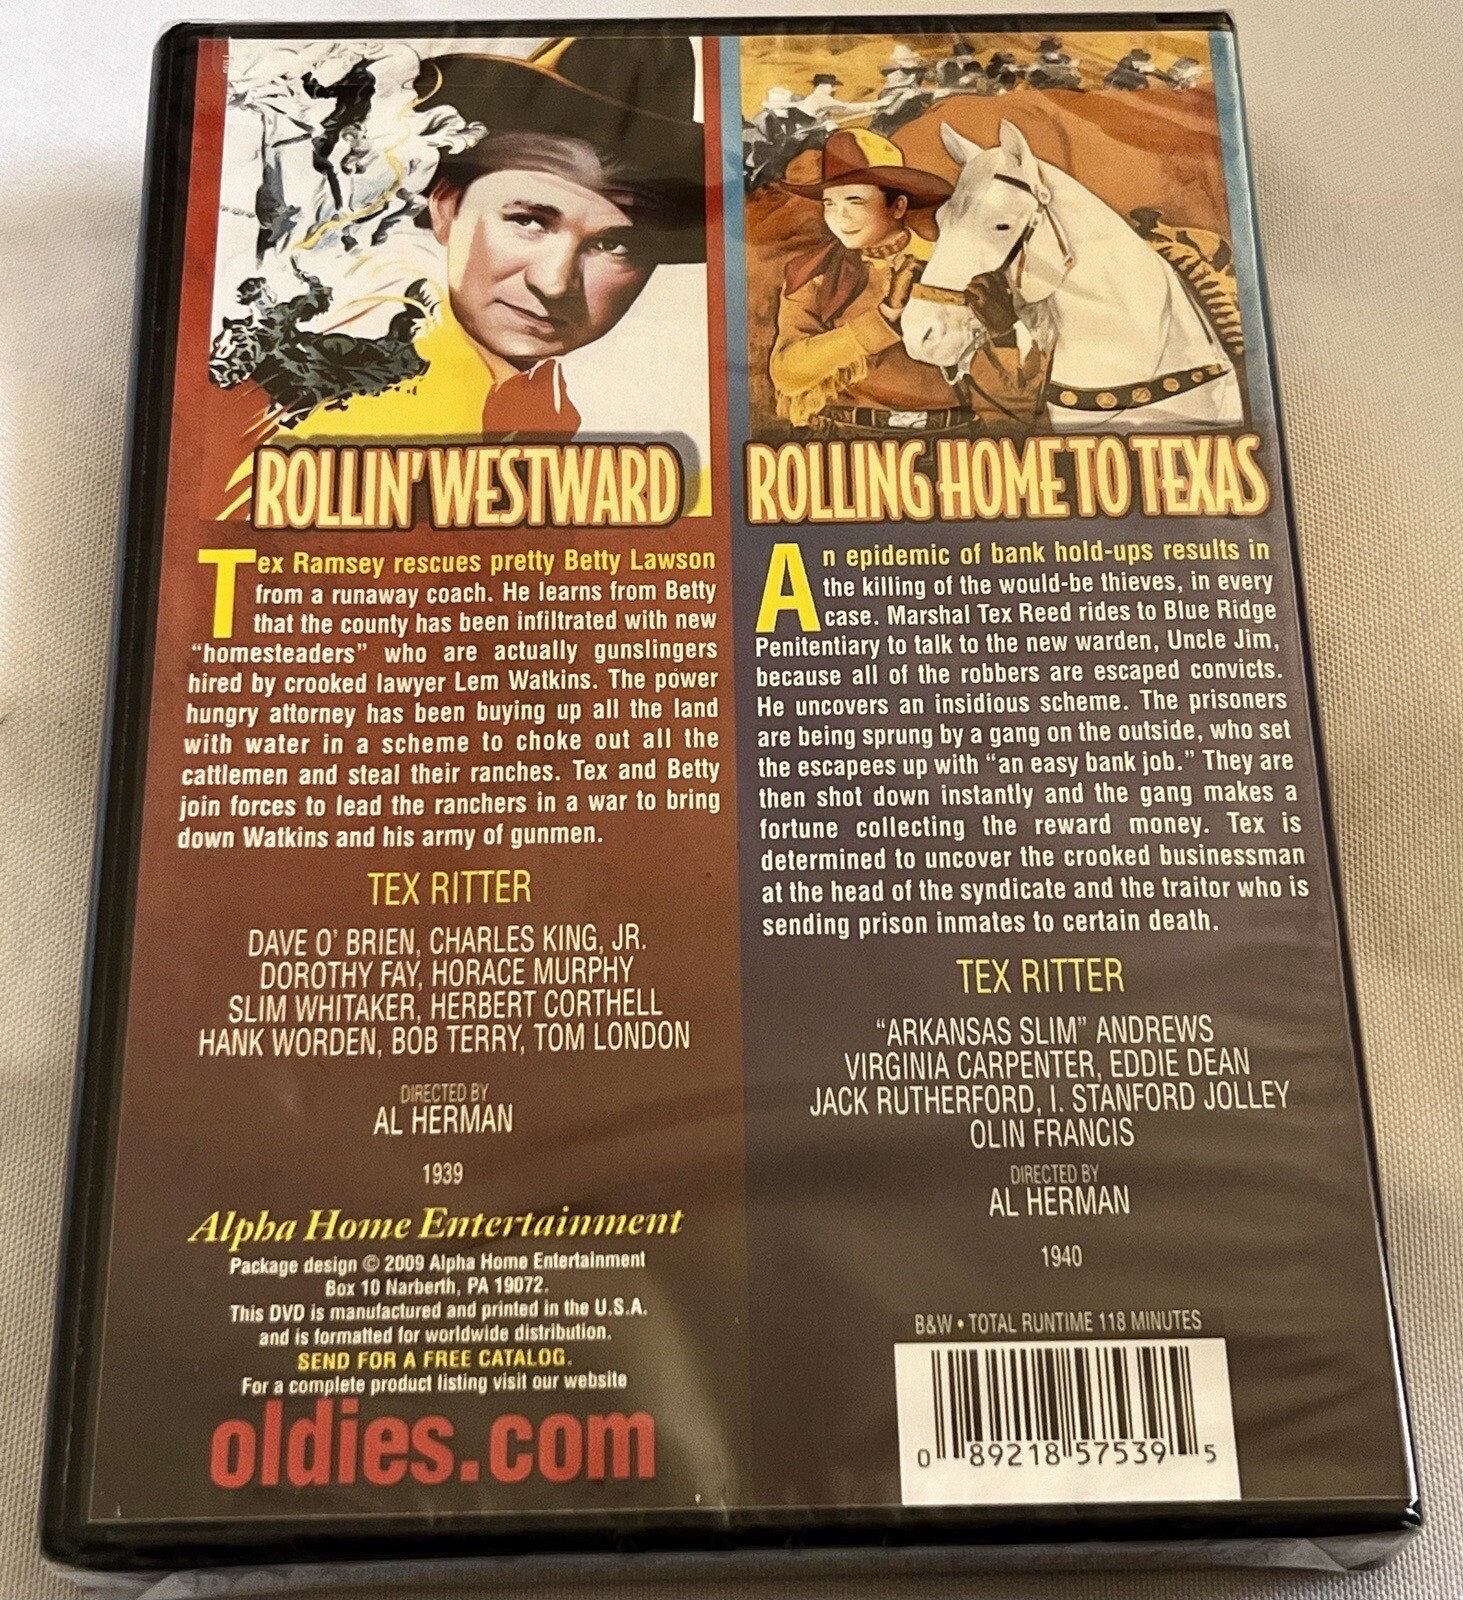 ROLLIN' WESTWARD
Tex Ramsey rescues pretty Betty Lawson
from a runaway coach. He learns from Betty
that the county has been infiltrated with new
"homesteaders" who are actually gunslingers
hired by crooked lawyer Lem Watkins. The power
hungry attorney has been buying up all the land
with water in a scheme to choke out all the
cattlemen and steal their ranches. Tex and Betty
join forces to lead the ranchers in a war to bring
down Watkins and his army of gunmen.
TEX RITTER
DAVE O' BRIEN, CHARLES KING, JR.
DOROTHY FAY, HORACE MURPHY
SLIM WHITAKER, HERBERT CORTHELL
HANK WORDEN, BOB TERRY, TOM LONDON
DIRECTED BY
AL HERMAN
1939
Alpha Home Entertainment
Package design © 2009 Alpha Home Entertainment
Box 10 Narberth, PA 19072.
This DVD is manufactured and printed in the U.S.A.
and is formatted for worldwide distribution.
SEND FOR A FREE CATALOG.
For a complete product listing visit our website
oldies.com
ROLLING HOME TO TEXAS
An epidemic of bank hold-ups results in
the killing of the would-be thieves, in every
case. Marshal Tex Reed rides to Blue Ridge
Penitentiary to talk to the new warden, Uncle Jim,
because all of the robbers are escaped convicts.
He uncovers an insidious scheme. The prisoners
are being sprung by a gang on the outside, who set
the escapees up with "an easy bank job." They are
then shot down instantly and the gang makes a
fortune collecting the reward money. Tex is
determined to uncover the crooked businessman
at the head of the syndicate and the traitor who is
sending prison inmates to certain death.
TEX RITTER
"ARKANSAS SLIM" ANDREWS
VIRGINIA CARPENTER, EDDIE DEAN
JACK RUTHERFORD, I. STANFORD JOLLEY
OLIN FRANCIS
DIRECTED BY
AL HERMAN
1940
B&W • TOTAL RUNTIME 118 MINUTES
0 89218 57539 5